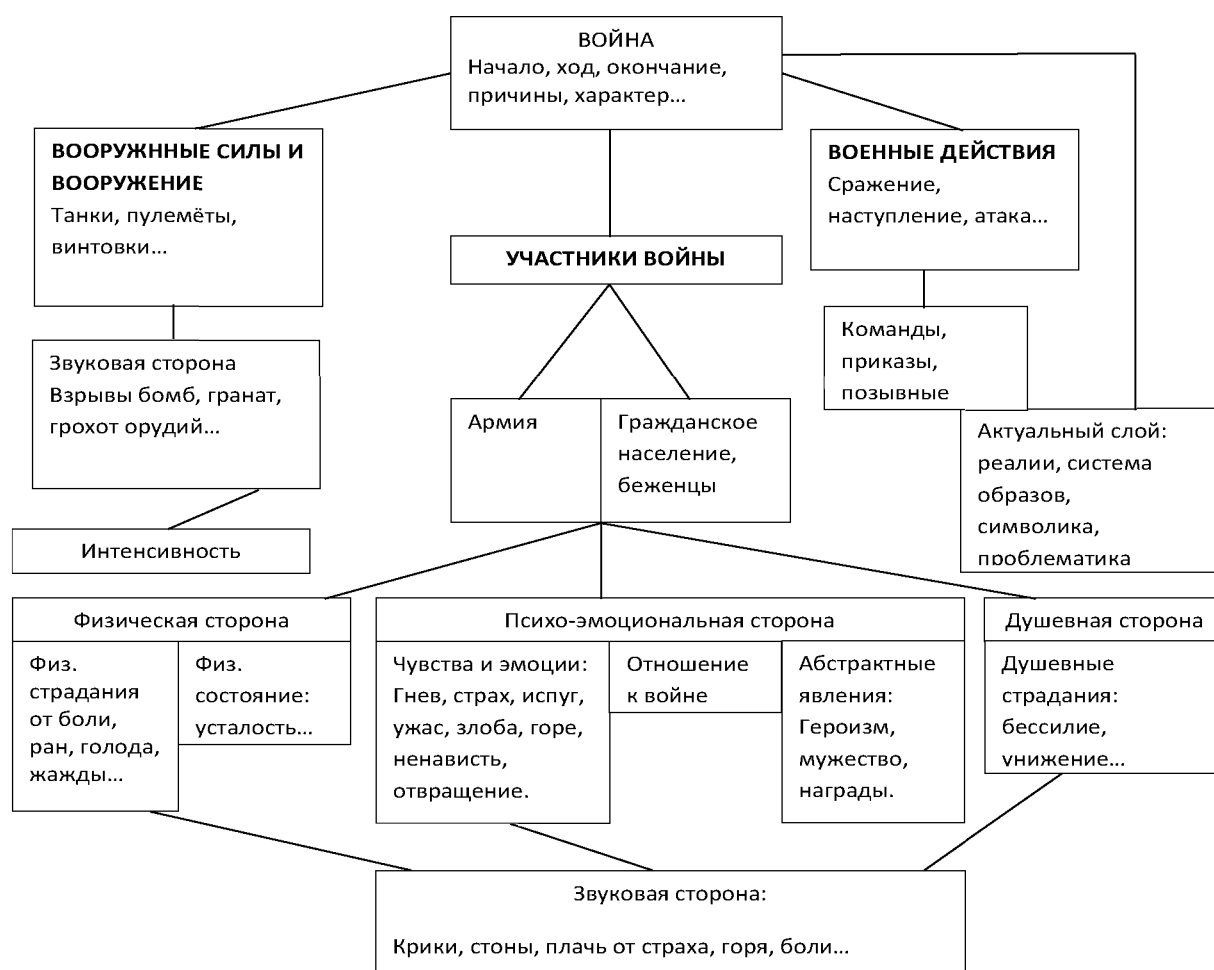 ВОЙНА
Начало, ход, окончание,
причины, характер...
ВООРУЖННЫЕ СИЛЫ И
ВООРУЖЕНИЕ
Танки, пулемёты,
винтовки...
ВОЕННЫЕ ДЕЙСТВИЯ
Сражение,
наступление, атака...
УЧАСТНИКИ ВОЙНЫ
Звуковая сторона
Взрывы бомб, гранат,
грохот орудий...
Команды,
приказы,
позывные
Армия
Гражданское
население,
беженцы
Актуальный слой:
реалии, система
образов,
символика,
проблематика
Интенсивность
Физическая сторона
Физ.
страдания
от боли,
ран, голода,
жажды...
Физ.
состояние:
усталость...
Психо-эмоциональная сторона
Чувства и эмоции:
Гнев, страх, испуг,
ужас, злоба, горе,
ненависть,
отвращение.
Отношение
к войне
Абстрактные
явления:
Героизм,
мужество,
награды.
Душевная сторона
Душевные
страдания:
бессилие,
унижение...
Звуковая сторона:
Крики, стоны, плачь от страха, горя, боли...